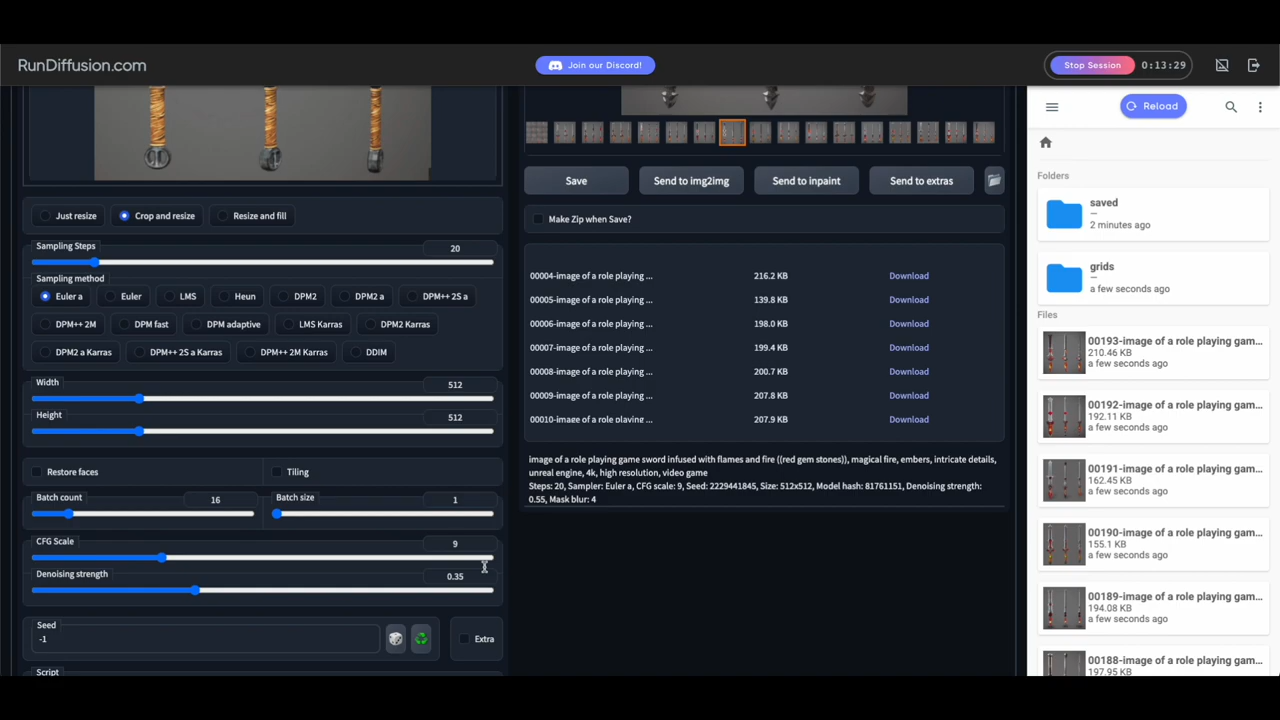 RunDiffusion.com
Join our Discord!
Stop Session
0:13:29
Reload
Save
Send to img2img
Send to inpaint
Send to extras
Make Zip when Save?
Just resize
Crop and resize
Resize and fill
Sampling Steps
20
Sampling method
Euler a
Euler
LMS
Heun
DPM2
DPM2 a
DPM++ 2S a
DPM++ 2M
DPM fast
DPM adaptive
LMS Karras
DPM2 Karras
DPM2 a Karras
DPM++ 2S a Karras
DPM++ 2M Karras
DDIM
Width
512
Height
512
Restore faces
Tiling
Batch count
16
Batch size
1
CFG Scale
9
Denoising strength
0.35
Seed
-1
Extra
Script
00004-image of a role playing ... 216.2 KB Download
00005-image of a role playing ... 139.8 KB Download
00006-image of a role playing ... 198.0 KB Download
00007-image of a role playing ... 199.4 KB Download
00008-image of a role playing ... 200.7 KB Download
00009-image of a role playing ... 207.8 KB Download
00010-image of a role playing ... 207.9 KB Download
image of a role playing game sword infused with flames and fire ((red gem stones)), magical fire, embers, intricate details,
unreal engine, 4k, high resolution, video game
Steps: 20, Sampler: Euler a, CFG scale: 9, Seed: 2229441845, Size: 512x512, Model hash: 81761151, Denoising strength:
0.55, Mask blur: 4
Folders
saved
—
2 minutes ago
grids
—
a few seconds ago
Files
00193-image of a role playing gam...
210.46 KB
a few seconds ago
00192-image of a role playing gam...
192.11 KB
a few seconds ago
00191-image of a role playing gam...
162.45 KB
a few seconds ago
00190-image of a role playing gam...
155.1 KB
a few seconds ago
00189-image of a role playing gam...
194.08 KB
a few seconds ago
00188-image of a role playing gam...
197.95 KB